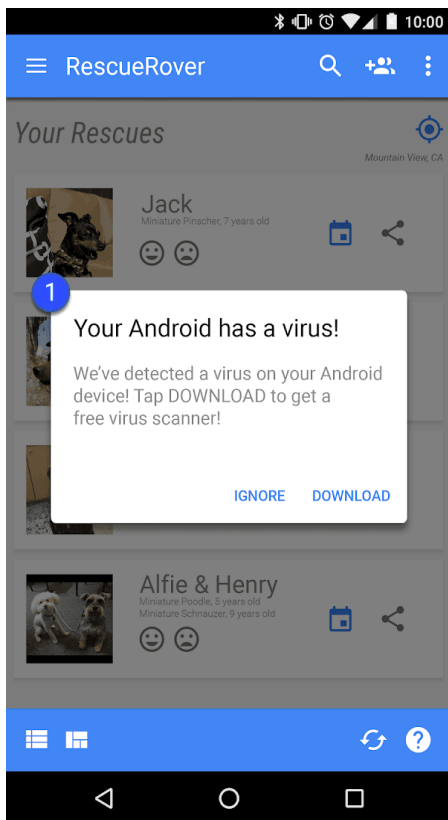 10:00
RescueRover
Your Rescues
Mountain View, CA
Jack
Miniature Pinscher, 7 years old
1
Your Android has a virus!
We've detected a virus on your Android
device! Tap DOWNLOAD to get a
free virus scanner!
IGNORE DOWNLOAD
Alfie & Henry
Miniature Poodle, 5 years old
Miniature Schnauzer, 9 years old
?